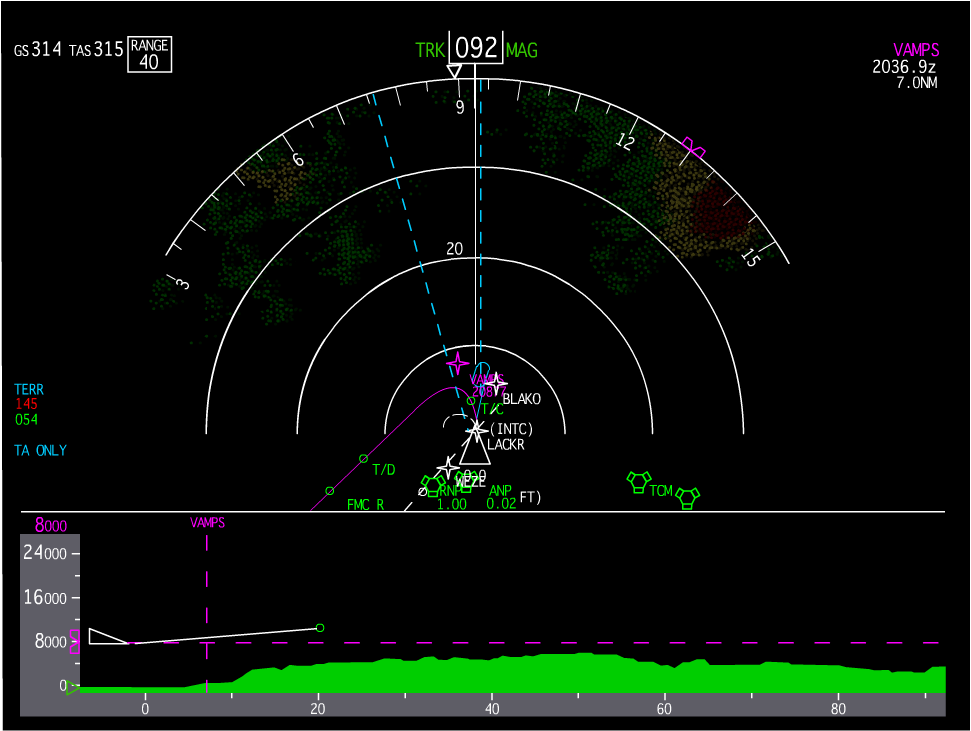 GS314 TAS315 RANGE 40
TRK 092 MAG
VAMPS
2036.9z
7.0NM
9
12
6
15
3
20
TERR
145
054
TA ONLY
VAMPS
T/C
BLAKO
(INTC)
LACKR
T/D
FMC R
RNP
1.00
ANP
0.02
FT)
TCM
8000
VAMPS
24000
16000
8000
0
0 20 40 60 80